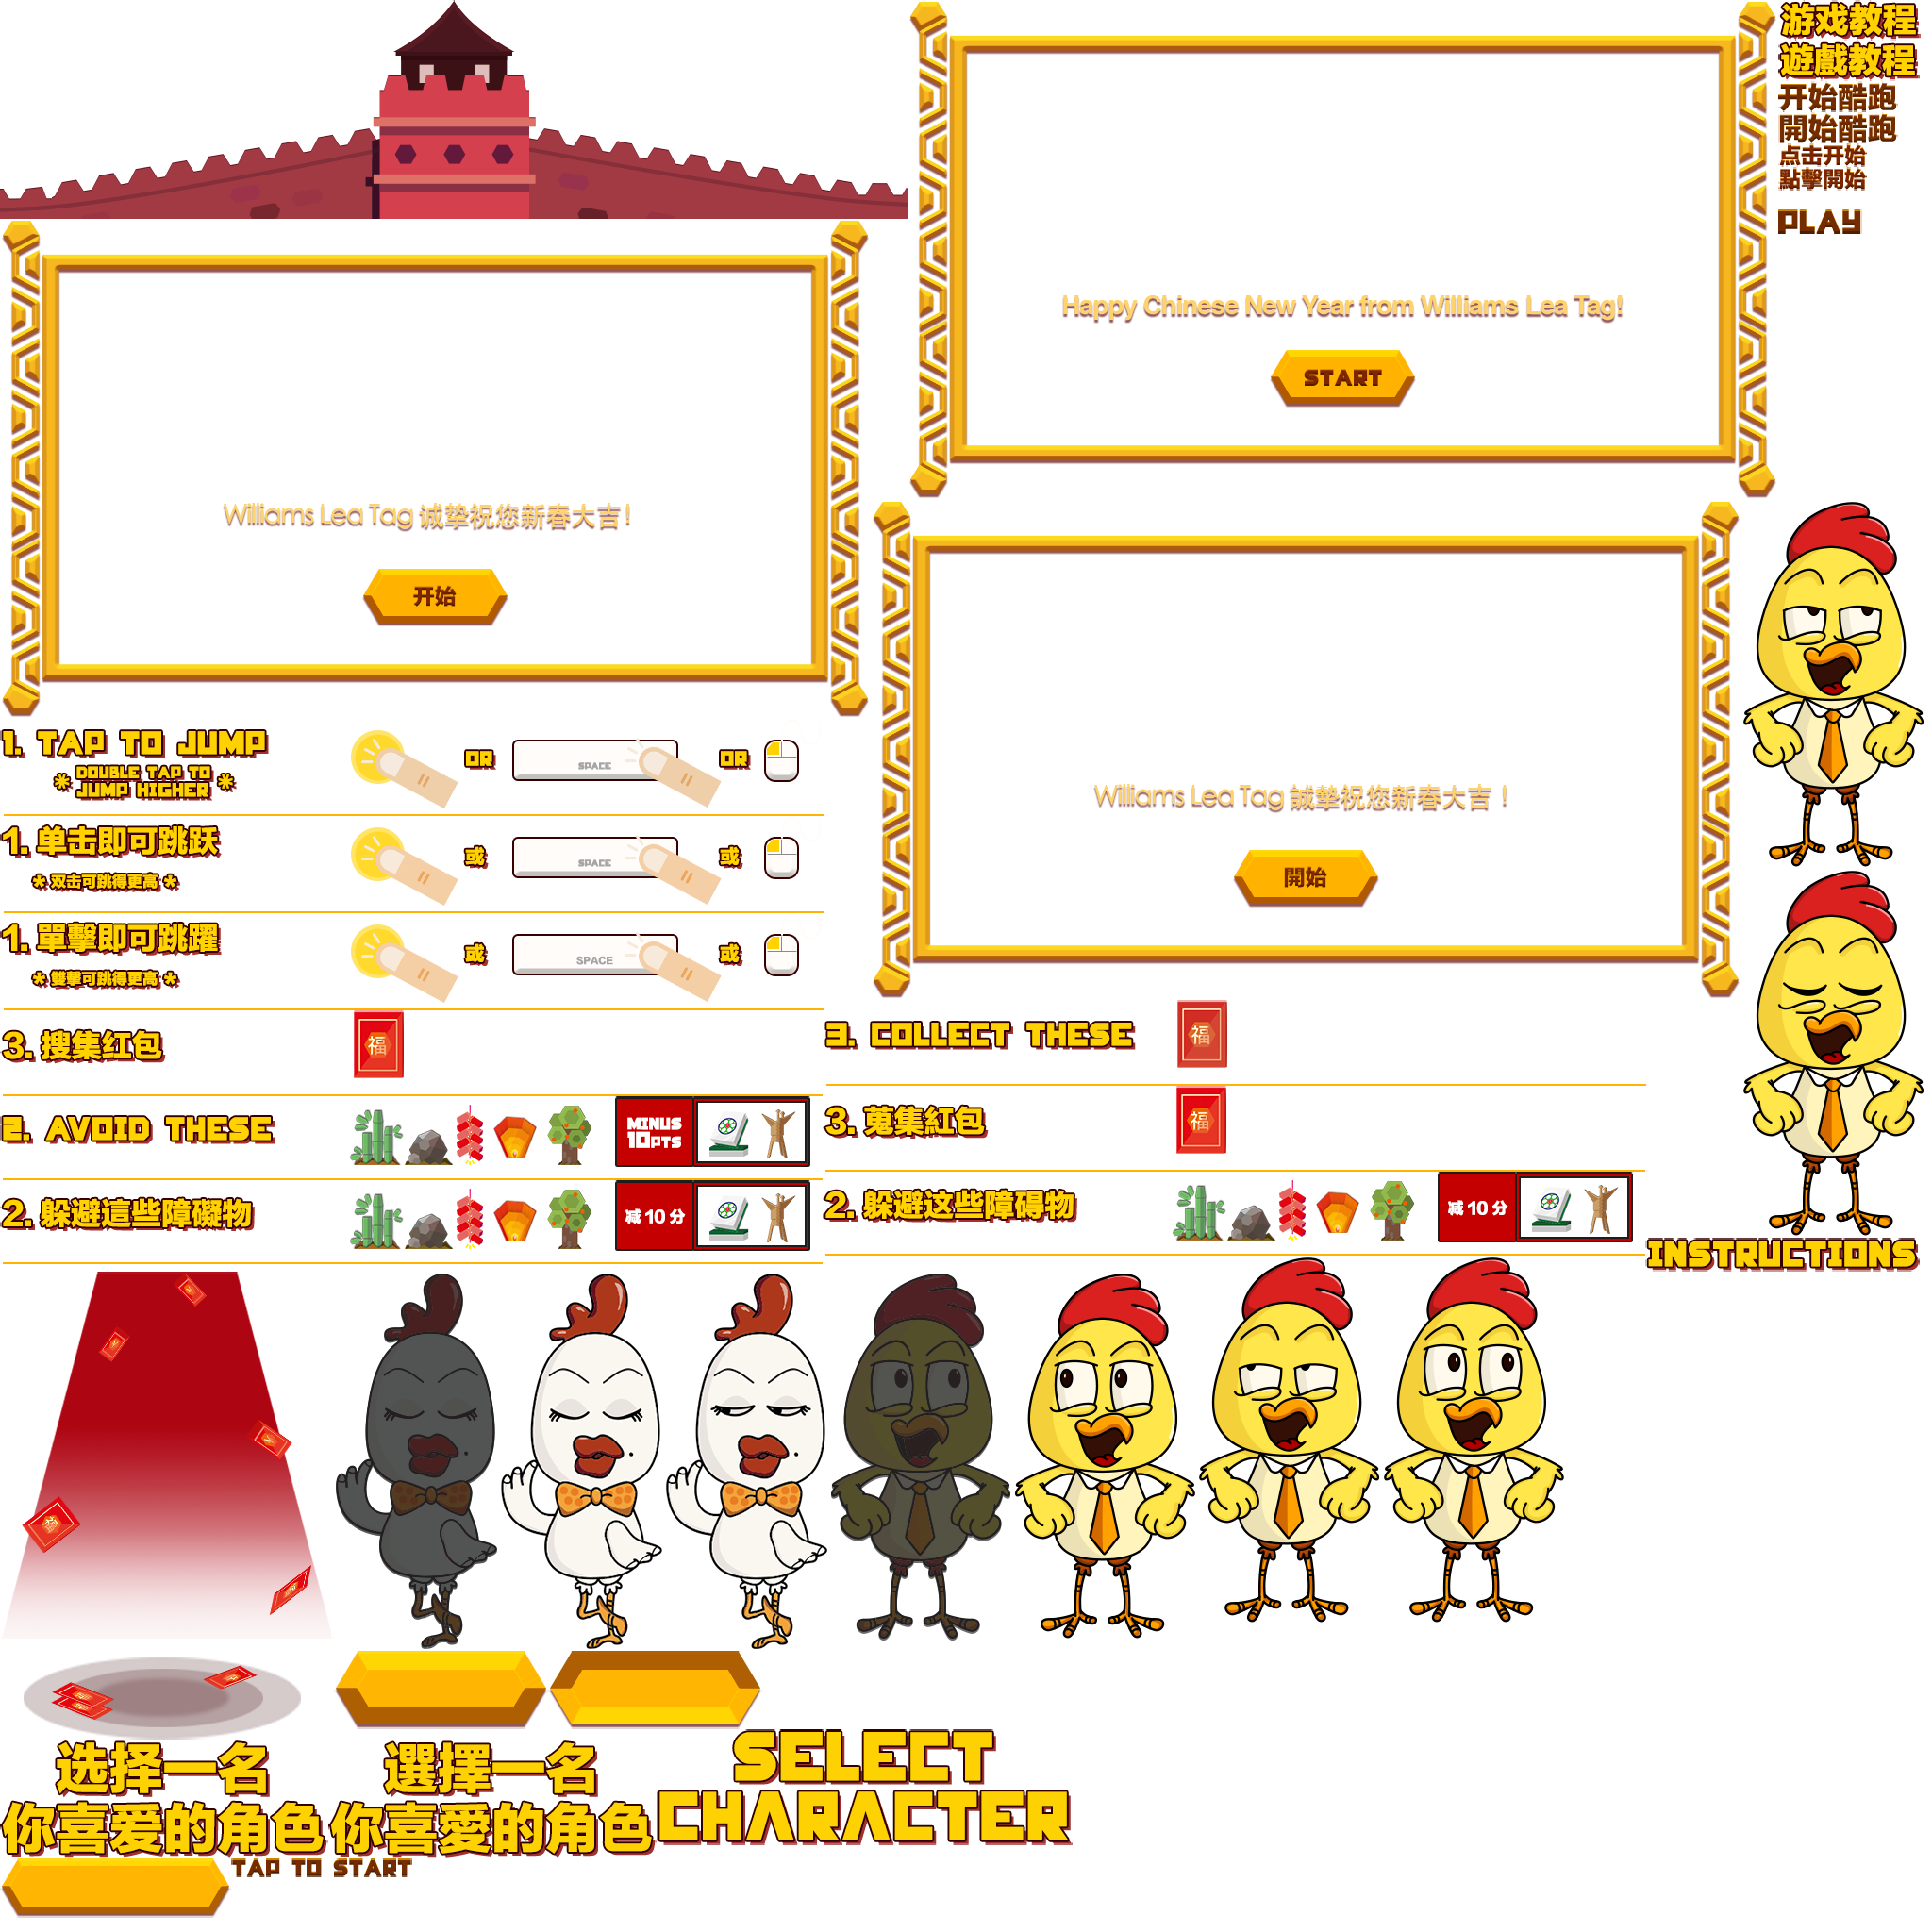 游戏教程
遊戲教程
开始酷跑
開始酷跑
点击开始
點擊開始
PLAY
Happy Chinese New Year from Williams Lea Tag!
START
Williams Lea Tag 诚挚祝您新春大吉!
开始
Williams Lea Tag 誠摯祝您新春大吉!
開始
1. TAP TO JUMP
* DOUBLE TAP TO
JUMP HIGHER *
OR
SPACE
OR
1. 单击即可跳跃
* 双击可跳得更高 *
或
SPACE
或
1. 單擊即可跳躍
* 雙擊可跳得更高 *
或
SPACE
或
3. 搜集红包
福
3. COLLECT THESE
福
2. AVOID THESE
MINUS
10PTS
3. 蒐集紅包
福
2. 躲避這些障礙物
减 10 分
2. 躲避这些障碍物
减 10 分
INSTRUCTIONS
选择一名
你喜爱的角色
選擇一名
你喜愛的角色
SELECT
CHARACTER
TAP TO START